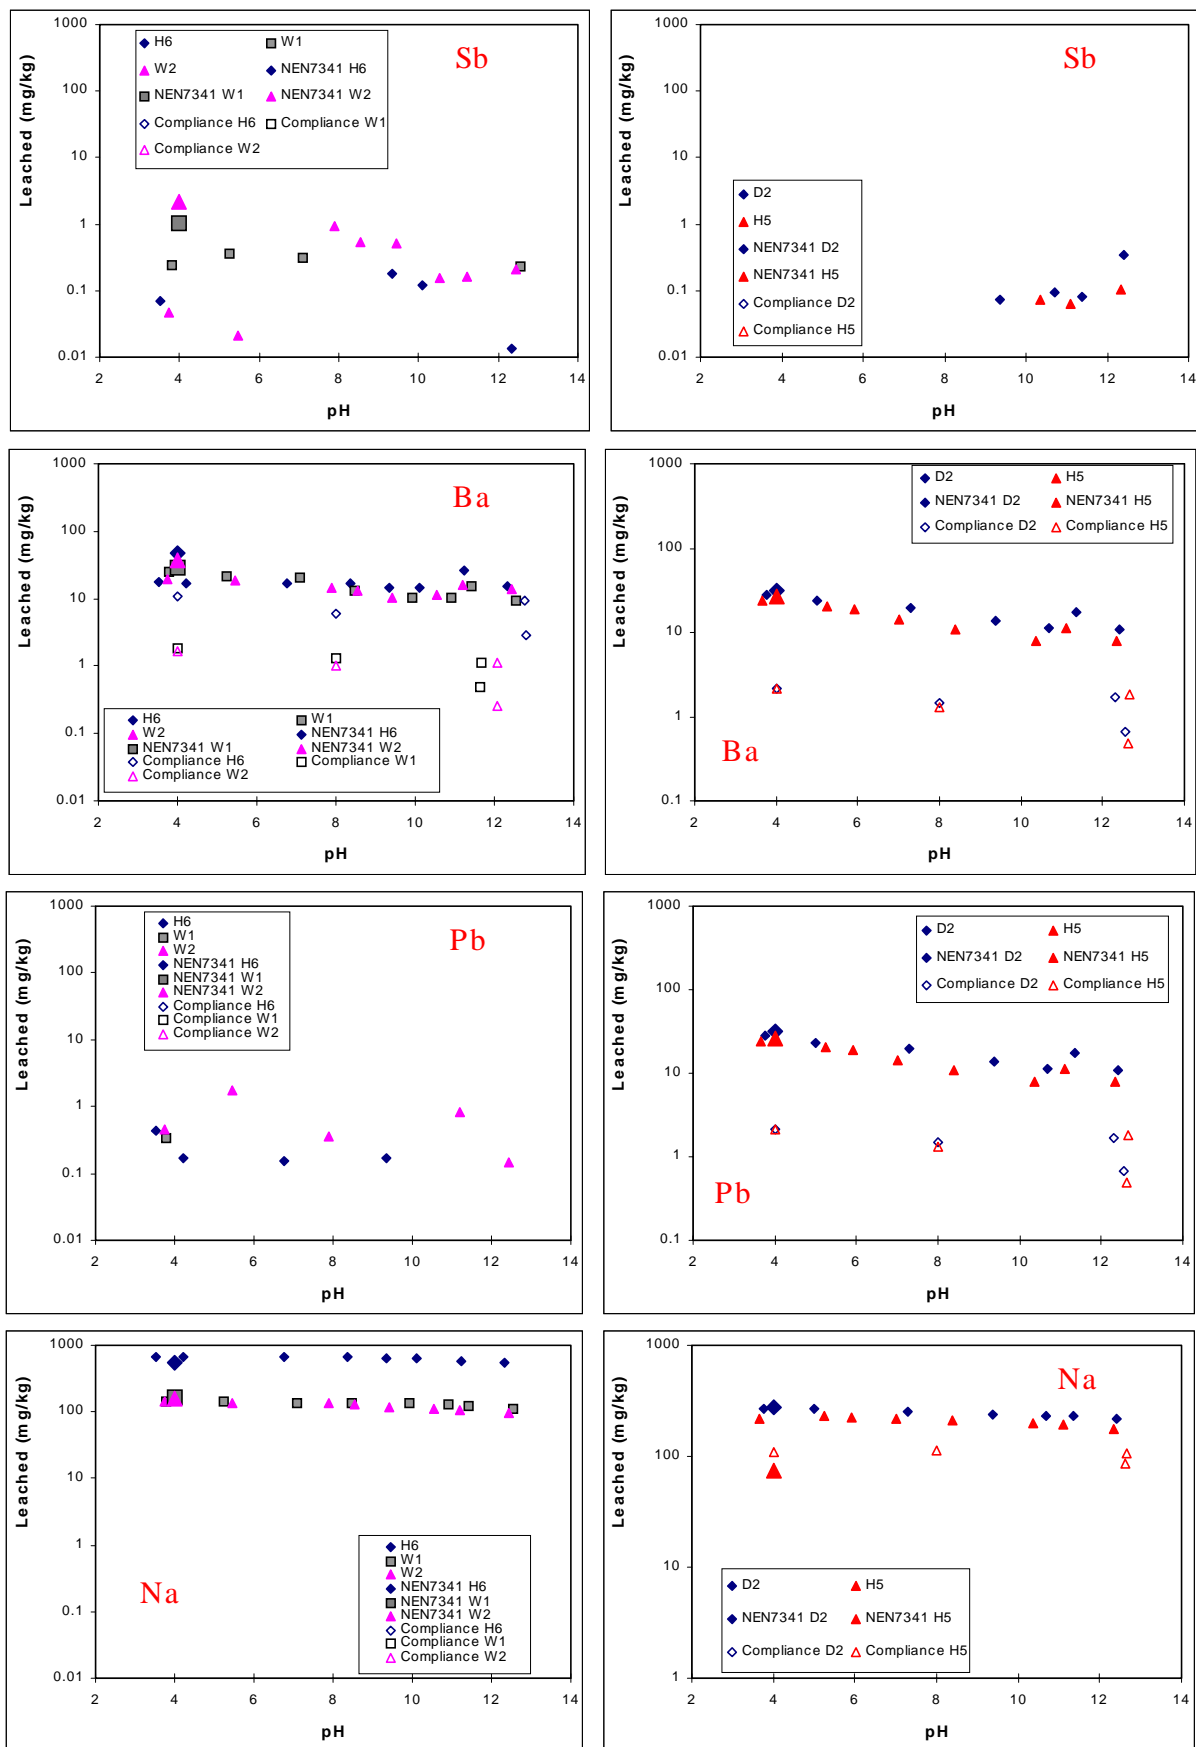 1000
100
10
1
0.1
0.01
Leached (mg/kg)
H6 W1
W2 NEN7341 H6
NEN7341 W1 NEN7341 W2
Compliance H6 Compliance W1
Compliance W2
Sb
2 4 6 8 10 12 14
pH
1000
100
10
1
0.1
0.01
Leached (mg/kg)
Sb
D2
H5
NEN7341 D2
NEN7341 H5
Compliance D2
Compliance H5
2 4 6 8 10 12 14
pH
1000
100
10
1
0.1
0.01
Leached (mg/kg)
Ba
H6 W1
W2 NEN7341 H6
NEN7341 W1 NEN7341 W2
Compliance H6 Compliance W1
Compliance W2
2 4 6 8 10 12 14
pH
1000
100
10
1
0.1
Leached (mg/kg)
D2 H5
NEN7341 D2 NEN7341 H5
Compliance D2 Compliance H5
Ba
2 4 6 8 10 12 14
pH
1000
100
10
1
0.1
0.01
Leached (mg/kg)
H6
W1
W2
NEN7341 H6
NEN7341 W1
NEN7341 W2
Compliance H6
Compliance W1
Compliance W2
Pb
2 4 6 8 10 12 14
pH
1000
100
10
1
0.1
Leached (mg/kg)
D2 H5
NEN7341 D2 NEN7341 H5
Compliance D2 Compliance H5
Pb
2 4 6 8 10 12 14
pH
1000
100
10
1
0.1
0.01
Leached (mg/kg)
Na
H6
W1
W2
NEN7341 H6
NEN7341 W1
NEN7341 W2
Compliance H6
Compliance W1
Compliance W2
2 4 6 8 10 12 14
pH
1000
100
10
1
Leached (mg/kg)
Na
D2 H5
NEN7341 D2 NEN7341 H5
Compliance D2 Compliance H5
2 4 6 8 10 12 14
pH